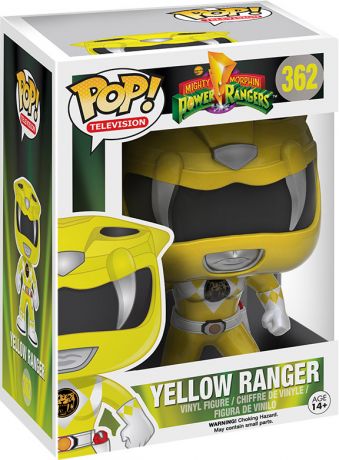 POP!
TELEVISION
MIGHTY MORPHIN
POWER RANGERS
362
YELLOW RANGER
YELLOW RANGER
VINYL FIGURE / CHIFFRE DE VINYLE /
FIGURA DE VINILO
WARNING! CHOKING HAZARD.
May contain small parts.
AGE
14+